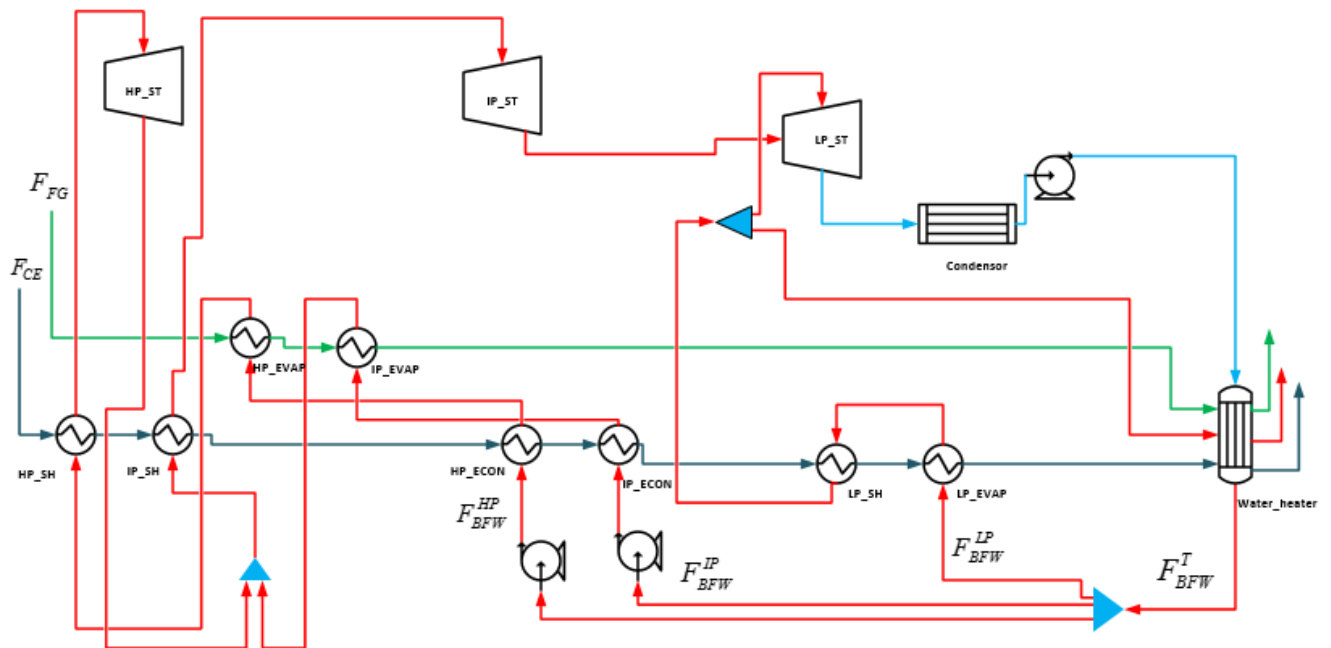 HP_ST
IP_ST
LP_ST
F_FG
F_CE
Condensor
HP_EVAP
IP_EVAP
HP_SH
IP_SH
HP_ECON
IP_ECON
LP_SH
LP_EVAP
Water_heater
F_BFW^HP
F_BFW^IP
F_BFW^LP
F_BFW^T